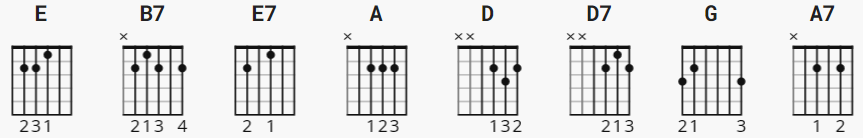 E B7 E7 A D D7 G A7
× × ×× ×× ×
231 213 4 2 1 123 132 213 21 3 1 2